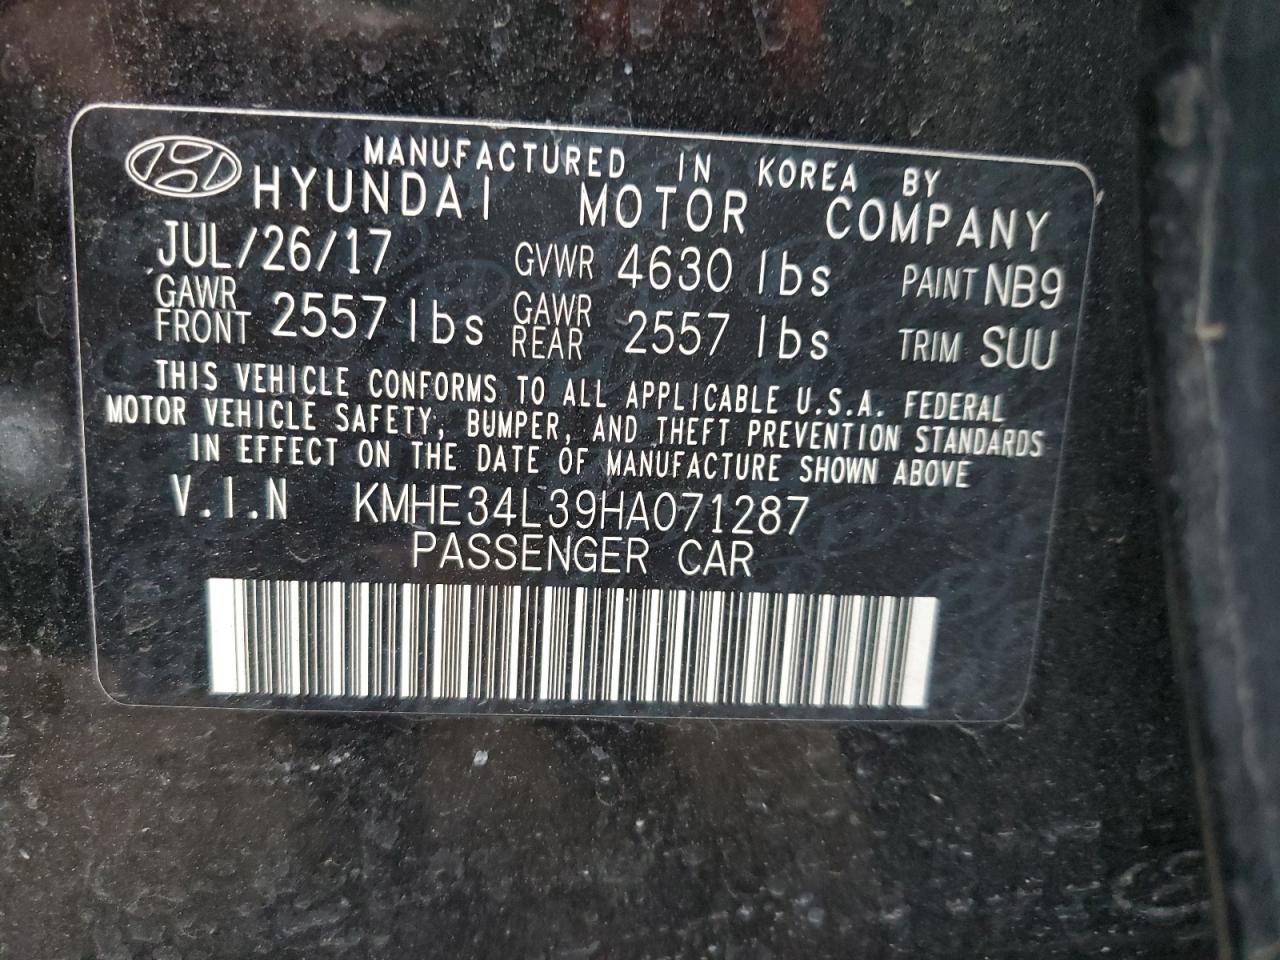 MANUFACTURED IN KOREA BY
HYUNDAI MOTOR COMPANY
JUL/26/17 GVWR 4630 lbs PAINT NB9
GAWR FRONT 2557 lbs GAWR REAR 2557 lbs TRIM SUU
THIS VEHICLE CONFORMS TO ALL APPLICABLE U.S.A. FEDERAL
MOTOR VEHICLE SAFETY, BUMPER, AND THEFT PREVENTION STANDARDS
IN EFFECT ON THE DATE OF MANUFACTURE SHOWN ABOVE
V.I.N KMHE34L39HA071287
PASSENGER CAR